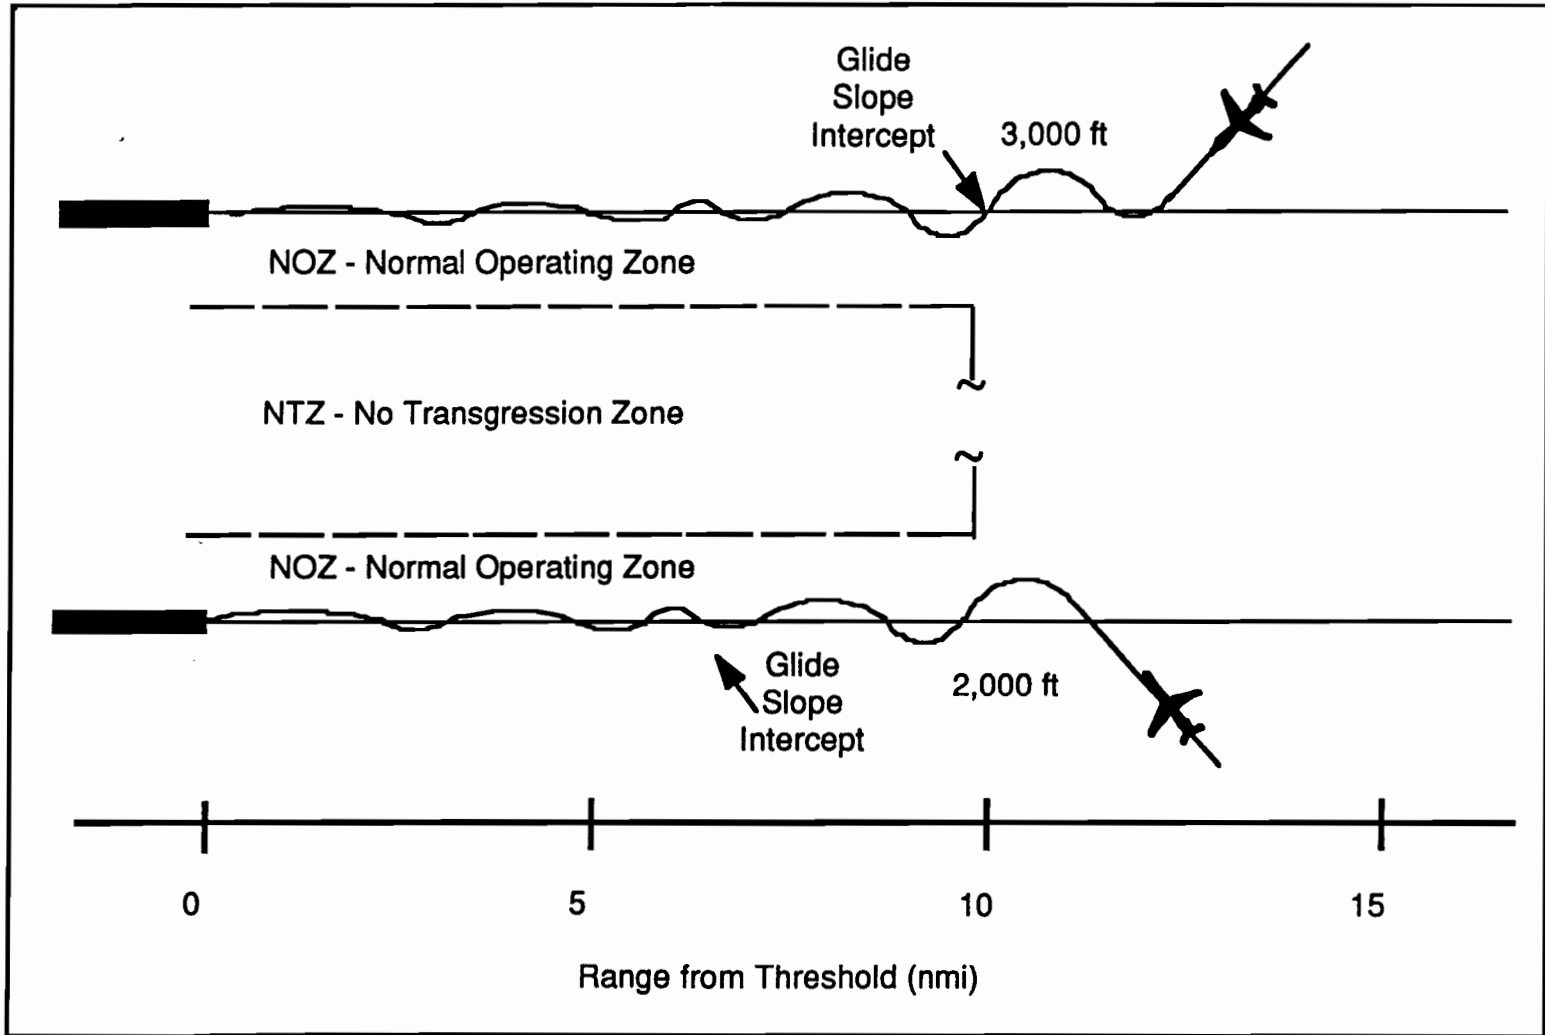 Glide
Slope
Intercept
3,000 ft
NOZ - Normal Operating Zone
NTZ - No Transgression Zone
NOZ - Normal Operating Zone
Glide
Slope
Intercept
2,000 ft
0
5
10
15
Range from Threshold (nmi)